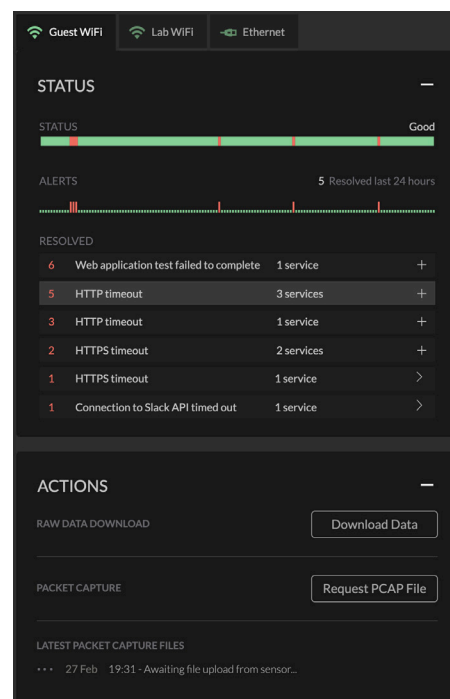 Guest WiFi Lab WiFi Ethernet
STATUS
STATUS Good
ALERTS 5 Resolved last 24 hours
RESOLVED
6 Web application test failed to complete 1 service +
5 HTTP timeout 3 services +
3 HTTP timeout 1 service +
2 HTTPS timeout 2 services +
1 HTTPS timeout 1 service >
1 Connection to Slack API timed out 1 service >
ACTIONS
RAW DATA DOWNLOAD Download Data
PACKET CAPTURE Request PCAP File
LATEST PACKET CAPTURE FILES
••• 27 Feb 19:31 - Awaiting file upload from sensor...